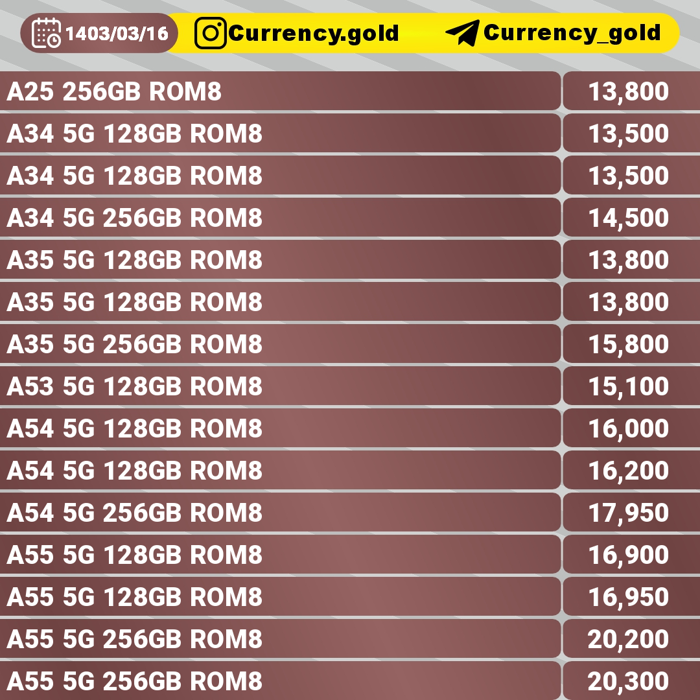 1403/03/16 Currency.gold Currency_gold
A25 256GB ROM8 13,800
A34 5G 128GB ROM8 13,500
A34 5G 128GB ROM8 13,500
A34 5G 256GB ROM8 14,500
A35 5G 128GB ROM8 13,800
A35 5G 128GB ROM8 13,800
A35 5G 256GB ROM8 15,800
A53 5G 128GB ROM8 15,100
A54 5G 128GB ROM8 16,000
A54 5G 128GB ROM8 16,200
A54 5G 256GB ROM8 17,950
A55 5G 128GB ROM8 16,900
A55 5G 128GB ROM8 16,950
A55 5G 256GB ROM8 20,200
A55 5G 256GB ROM8 20,300